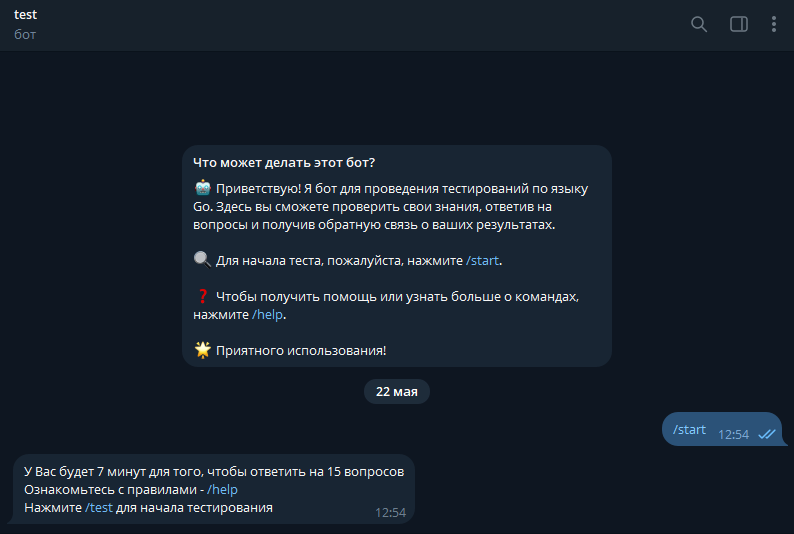 test
бот
Что может делать этот бот?
🤖 Приветствую! Я бот для проведения тестирований по языку
Go. Здесь вы сможете проверить свои знания, ответив на
вопросы и получив обратную связь о ваших результатах.
🔍 Для начала теста, пожалуйста, нажмите /start.
❓ Чтобы получить помощь или узнать больше о командах,
нажмите /help.
🌟 Приятного использования!
22 мая
/start 12:54
У Вас будет 7 минут для того, чтобы ответить на 15 вопросов
Ознакомьтесь с правилами - /help
Нажмите /test для начала тестирования 12:54